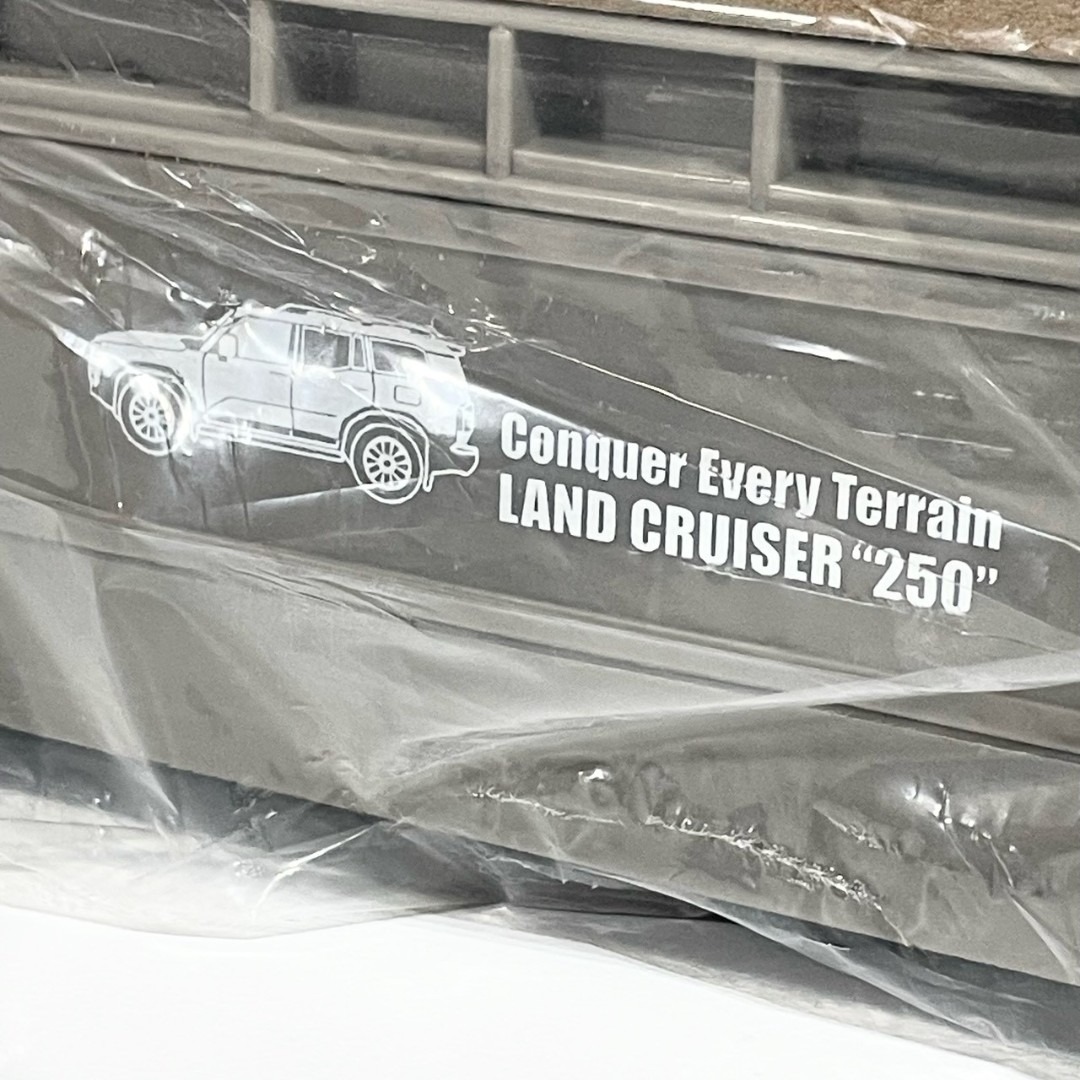 Conquer Every Terrain
LAND CRUISER “250”